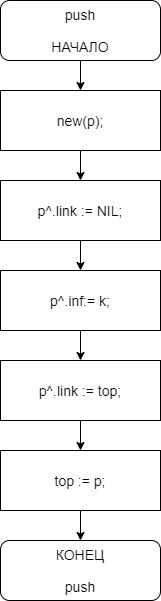 push
НАЧАЛО
new(p);
p^.link := NIL;
p^.inf:= k;
p^.link := top;
top := p;
КОНЕЦ
push